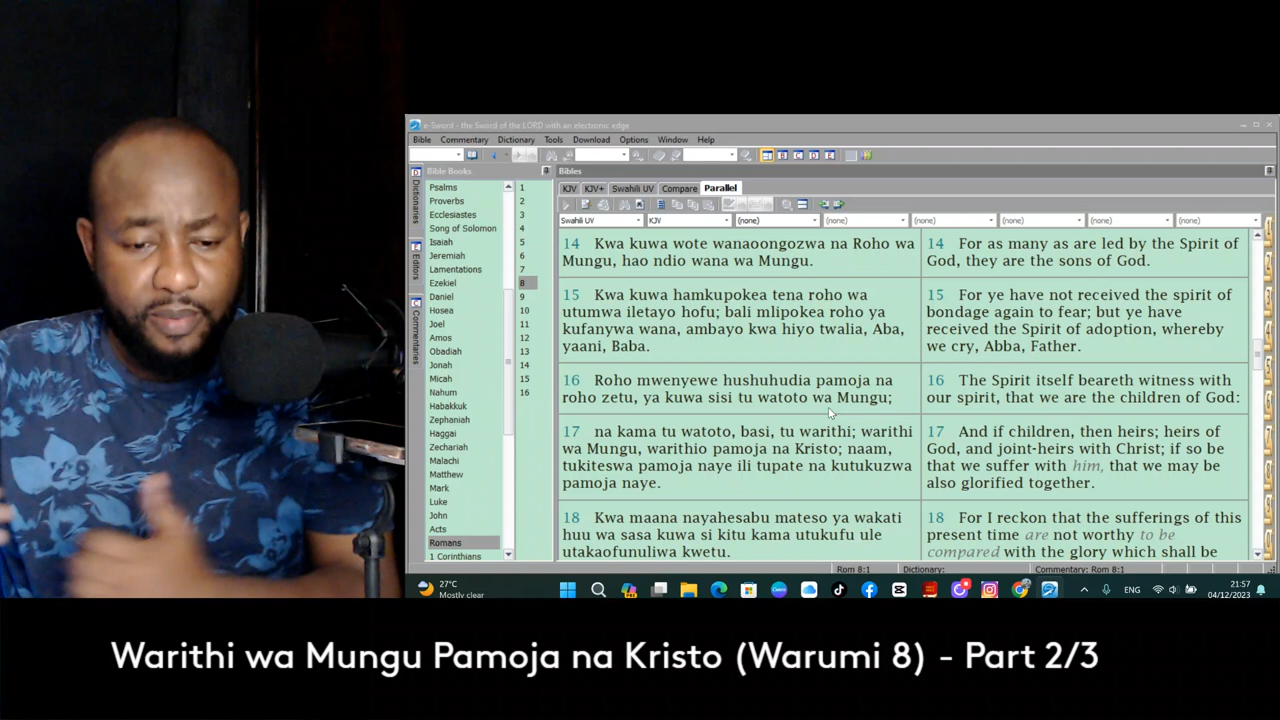 e-Sword - the Sword of the LORD with an electronic edge
Bible Commentary Dictionary Tools Download Options Window Help
Bible Books
Bibles
Dictionaries
Editors
Commentaries
Psalms
Proverbs
Ecclesiastes
Song of Solomon
Isaiah
Jeremiah
Lamentations
Ezekiel
Daniel
Hosea
Joel
Amos
Obadiah
Jonah
Micah
Nahum
Habakkuk
Zephaniah
Haggai
Zechariah
Malachi
Matthew
Mark
Luke
John
Acts
Romans
1 Corinthians
1
2
3
4
5
6
7
8
9
10
11
12
13
14
15
16
KJV KJV+ Swahili UV Compare Parallel
Swahili UV KJV (none) (none) (none) (none) (none) (none)
14 Kwa kuwa wote wanaoongozwa na Roho wa
Mungu, hao ndio wana wa Mungu.
15 Kwa kuwa hamkupokea tena roho wa
utumwa iletayo hofu; bali mlipokea roho ya
kufanywa wana, ambayo kwa hiyo twalia, Aba,
yaani, Baba.
16 Roho mwenyewe hushuhudia pamoja na
roho zetu, ya kuwa sisi tu watoto wa Mungu;
17 na kama tu watoto, basi, tu warithi; warithi
wa Mungu, warithio pamoja na Kristo; naam,
tukiteswa pamoja naye ili tupate na kutukuzwa
pamoja naye.
18 Kwa maana nayahesabu mateso ya wakati
huu wa sasa kuwa si kitu kama utukufu ule
utakaofunuliwa kwetu.
14 For as many as are led by the Spirit of
God, they are the sons of God.
15 For ye have not received the spirit of
bondage again to fear; but ye have
received the Spirit of adoption, whereby
we cry, Abba, Father.
16 The Spirit itself beareth witness with
our spirit, that we are the children of God:
17 And if children, then heirs; heirs of
God, and joint-heirs with Christ; if so be
that we suffer with him, that we may be
also glorified together.
18 For I reckon that the sufferings of this
present time are not worthy to be
compared with the glory which shall be
Rom 8:1 Dictionary: Commentary: Rom 8:1
27°C
Mostly clear
ENG
21:57
04/12/2023
Warithi wa Mungu Pamoja na Kristo (Warumi 8) - Part 2/3